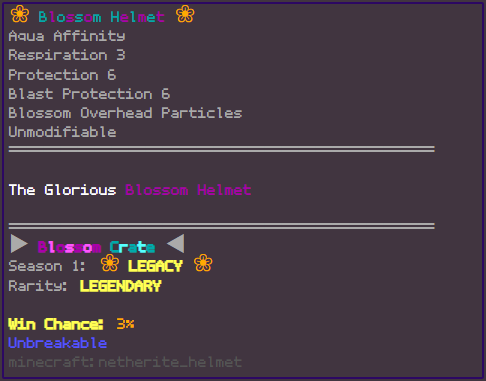 ❀ Blossom Helmet ❀
Aqua Affinity
Respiration 3
Protection 6
Blast Protection 6
Blossom Overhead Particles
Unmodifiable
The Glorious Blossom Helmet
▶ Blossom Crate ◀
Season 1: ❀ LEGACY ❀
Rarity: LEGENDARY
Win Chance: 3%
Unbreakable
minecraft:netherite_helmet